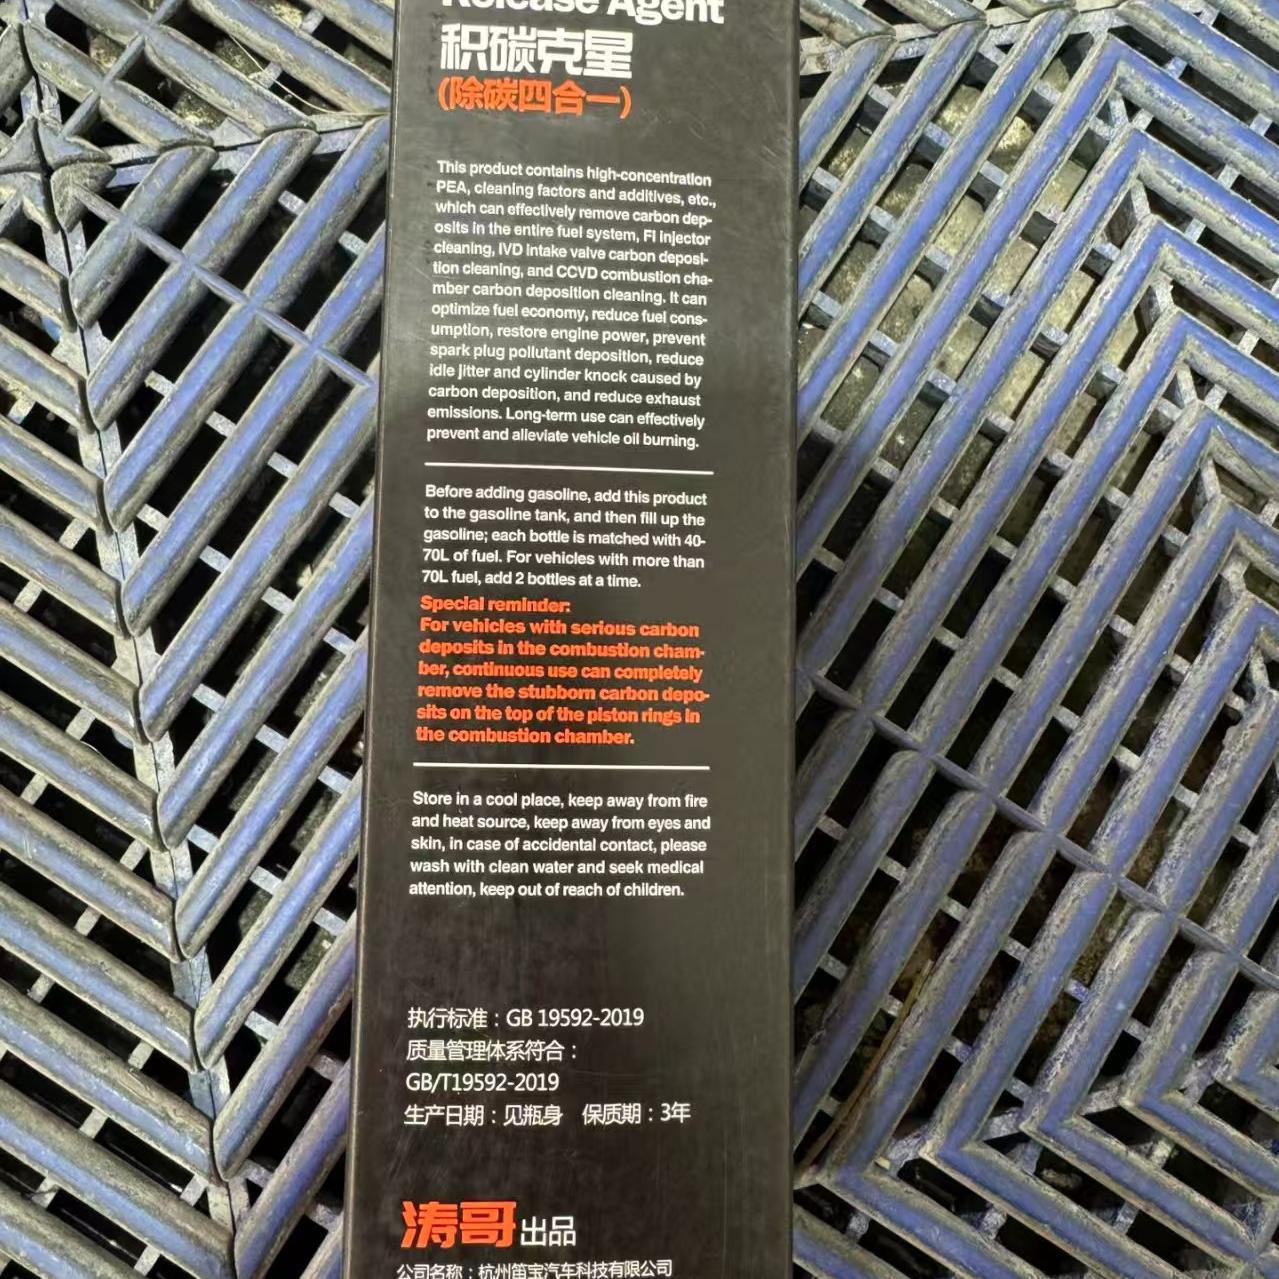 Release Agent
积碳克星
(除碳四合一)
This product contains high-concentration
PEA, cleaning factors and additives, etc.,
which can effectively remove carbon dep-
osits in the entire fuel system, FI injector
cleaning, IVD intake valve carbon deposi-
tion cleaning, and CCVD combustion cha-
mber carbon deposition cleaning. It can
optimize fuel economy, reduce fuel cons-
umption, restore engine power, prevent
spark plug pollutant deposition, reduce
idle jitter and cylinder knock caused by
carbon deposition, and reduce exhaust
emissions. Long-term use can effectively
prevent and alleviate vehicle oil burning.
Before adding gasoline, add this product
to the gasoline tank, and then fill up the
gasoline; each bottle is matched with 40-
70L of fuel. For vehicles with more than
70L fuel, add 2 bottles at a time.
Special reminder:
For vehicles with serious carbon
deposits in the combustion cham-
ber, continuous use can completely
remove the stubborn carbon depo-
sits on the top of the piston rings in
the combustion chamber.
Store in a cool place, keep away from fire
and heat source, keep away from eyes and
skin, in case of accidental contact, please
wash with clean water and seek medical
attention, keep out of reach of children.
执行标准：GB 19592-2019
质量管理体系符合：
GB/T19592-2019
生产日期：见瓶身 保质期：3年
涛哥出品
公司名称：杭州笛宝汽车科技有限公司